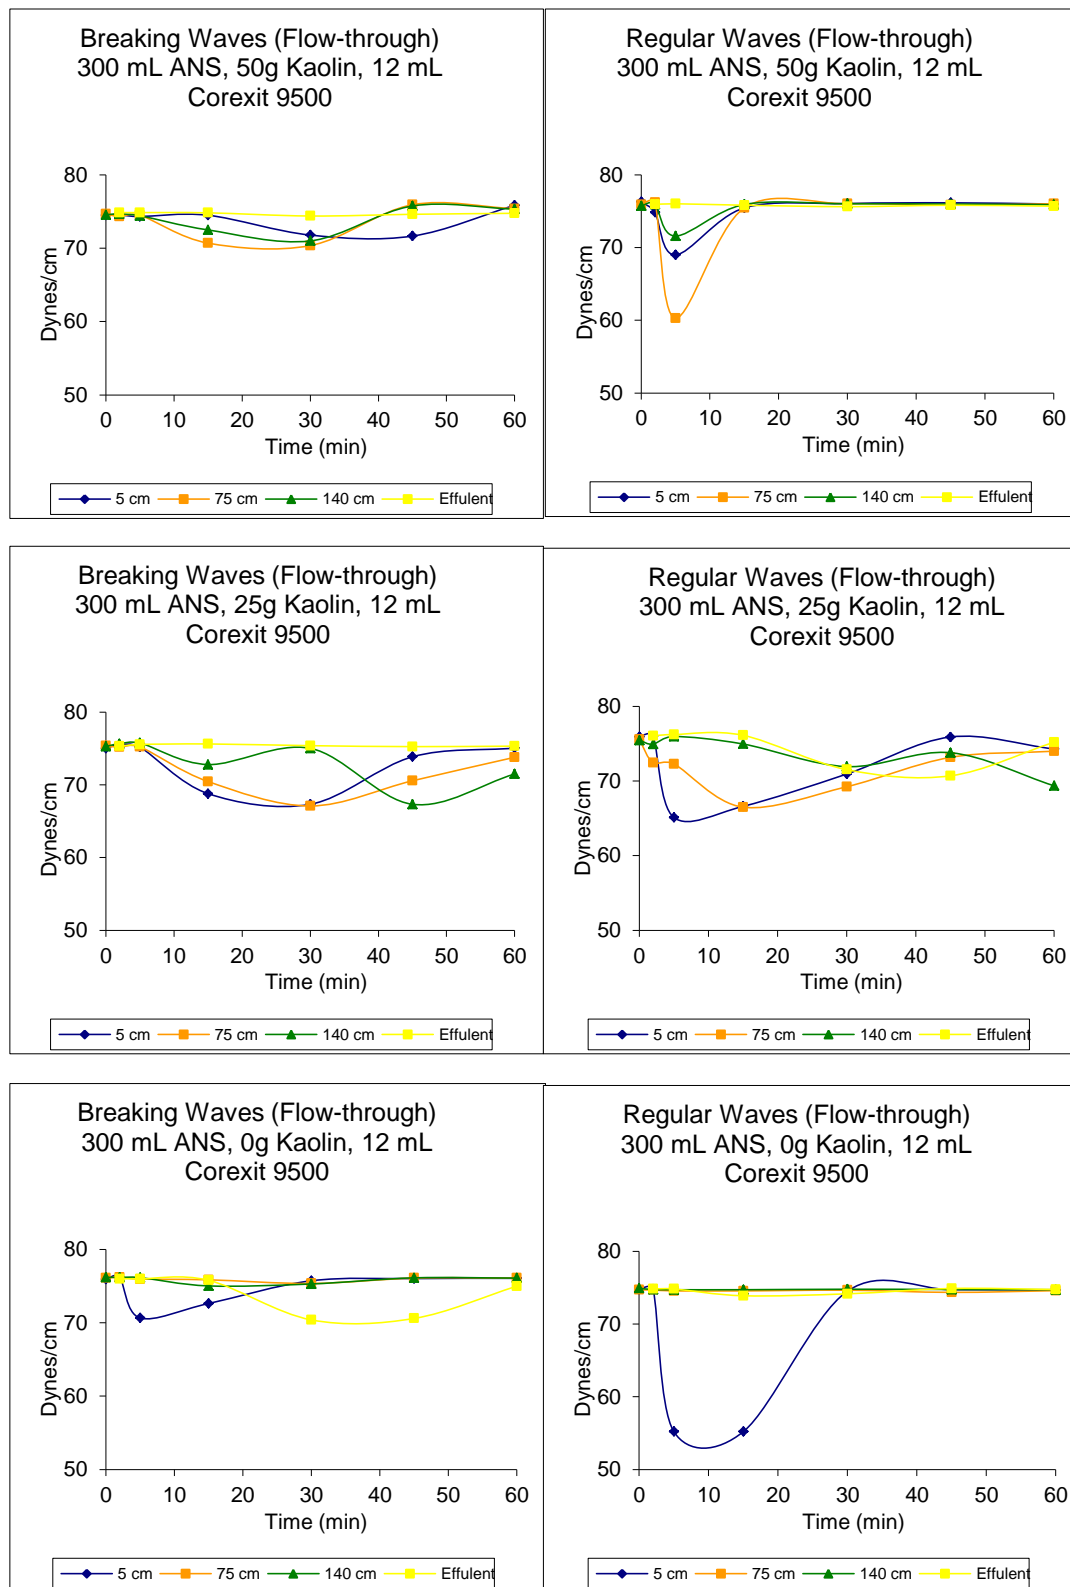 Breaking Waves (Flow-through)
300 mL ANS, 50g Kaolin, 12 mL
Corexit 9500
80
70
60
50
Dynes/cm
0 10 20 30 40 50 60
Time (min)
5 cm 75 cm 140 cm Effulent
Regular Waves (Flow-through)
300 mL ANS, 50g Kaolin, 12 mL
Corexit 9500
80
70
60
50
Dynes/cm
0 10 20 30 40 50 60
Time (min)
5 cm 75 cm 140 cm Effulent
Breaking Waves (Flow-through)
300 mL ANS, 25g Kaolin, 12 mL
Corexit 9500
80
70
60
50
Dynes/cm
0 10 20 30 40 50 60
Time (min)
5 cm 75 cm 140 cm Effulent
Regular Waves (Flow-through)
300 mL ANS, 25g Kaolin, 12 mL
Corexit 9500
80
70
60
50
Dynes/cm
0 10 20 30 40 50 60
Time (min)
5 cm 75 cm 140 cm Effulent
Breaking Waves (Flow-through)
300 mL ANS, 0g Kaolin, 12 mL
Corexit 9500
80
70
60
50
Dynes/cm
0 10 20 30 40 50 60
Time (min)
5 cm 75 cm 140 cm Effulent
Regular Waves (Flow-through)
300 mL ANS, 0g Kaolin, 12 mL
Corexit 9500
80
70
60
50
Dynes/cm
0 10 20 30 40 50 60
Time (min)
5 cm 75 cm 140 cm Effulent